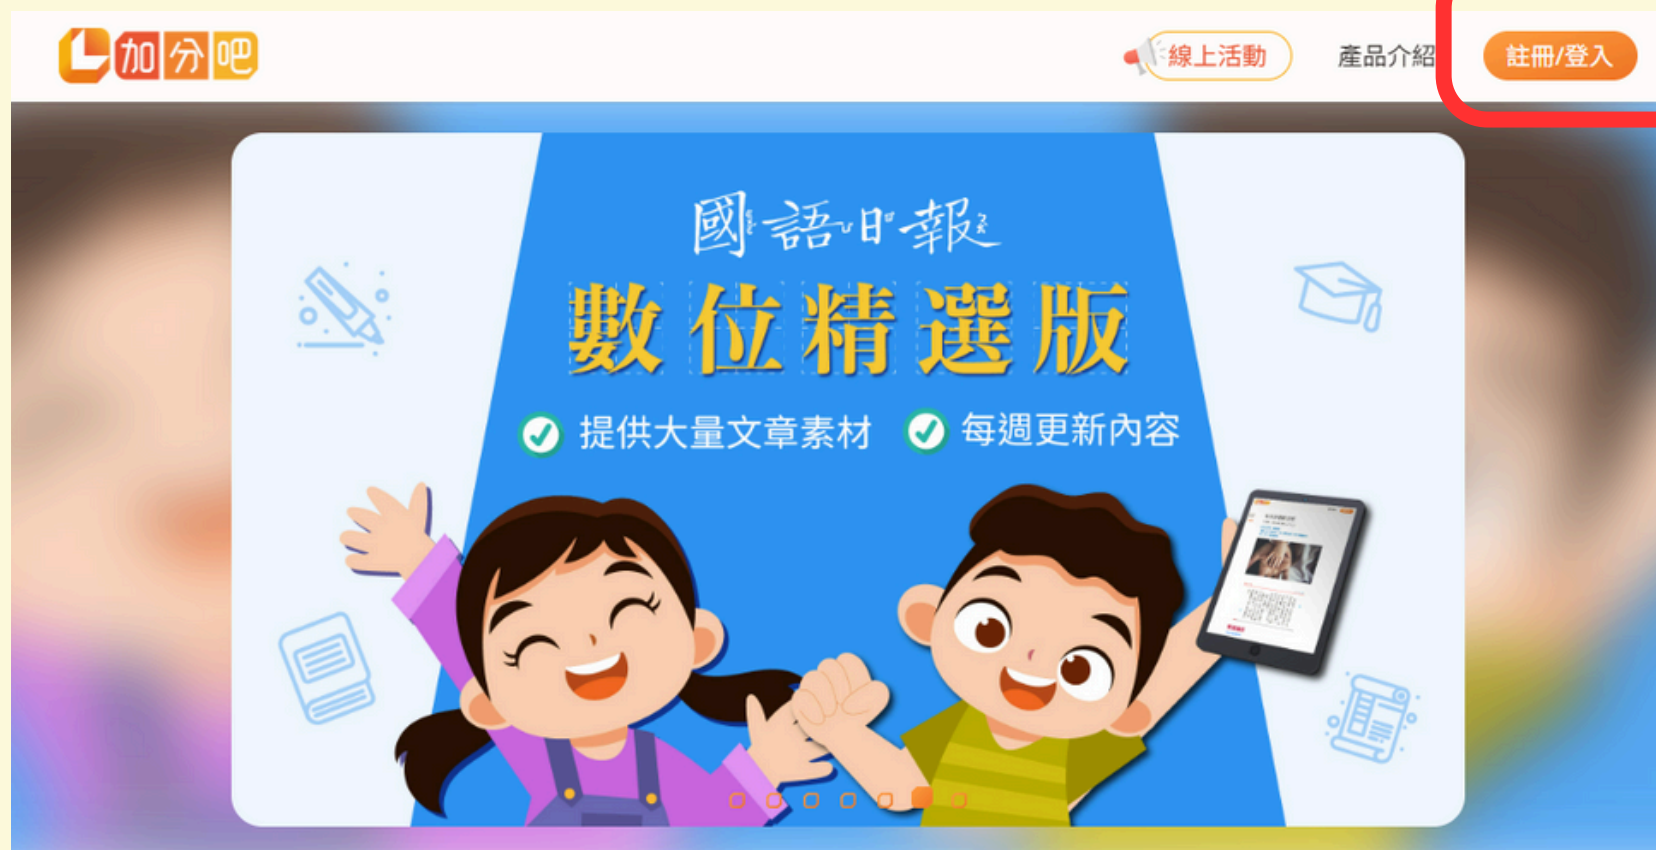 加分吧
線上活動
產品介紹
註冊/登入
國語日報
數位精選版
提供大量文章素材
每週更新內容